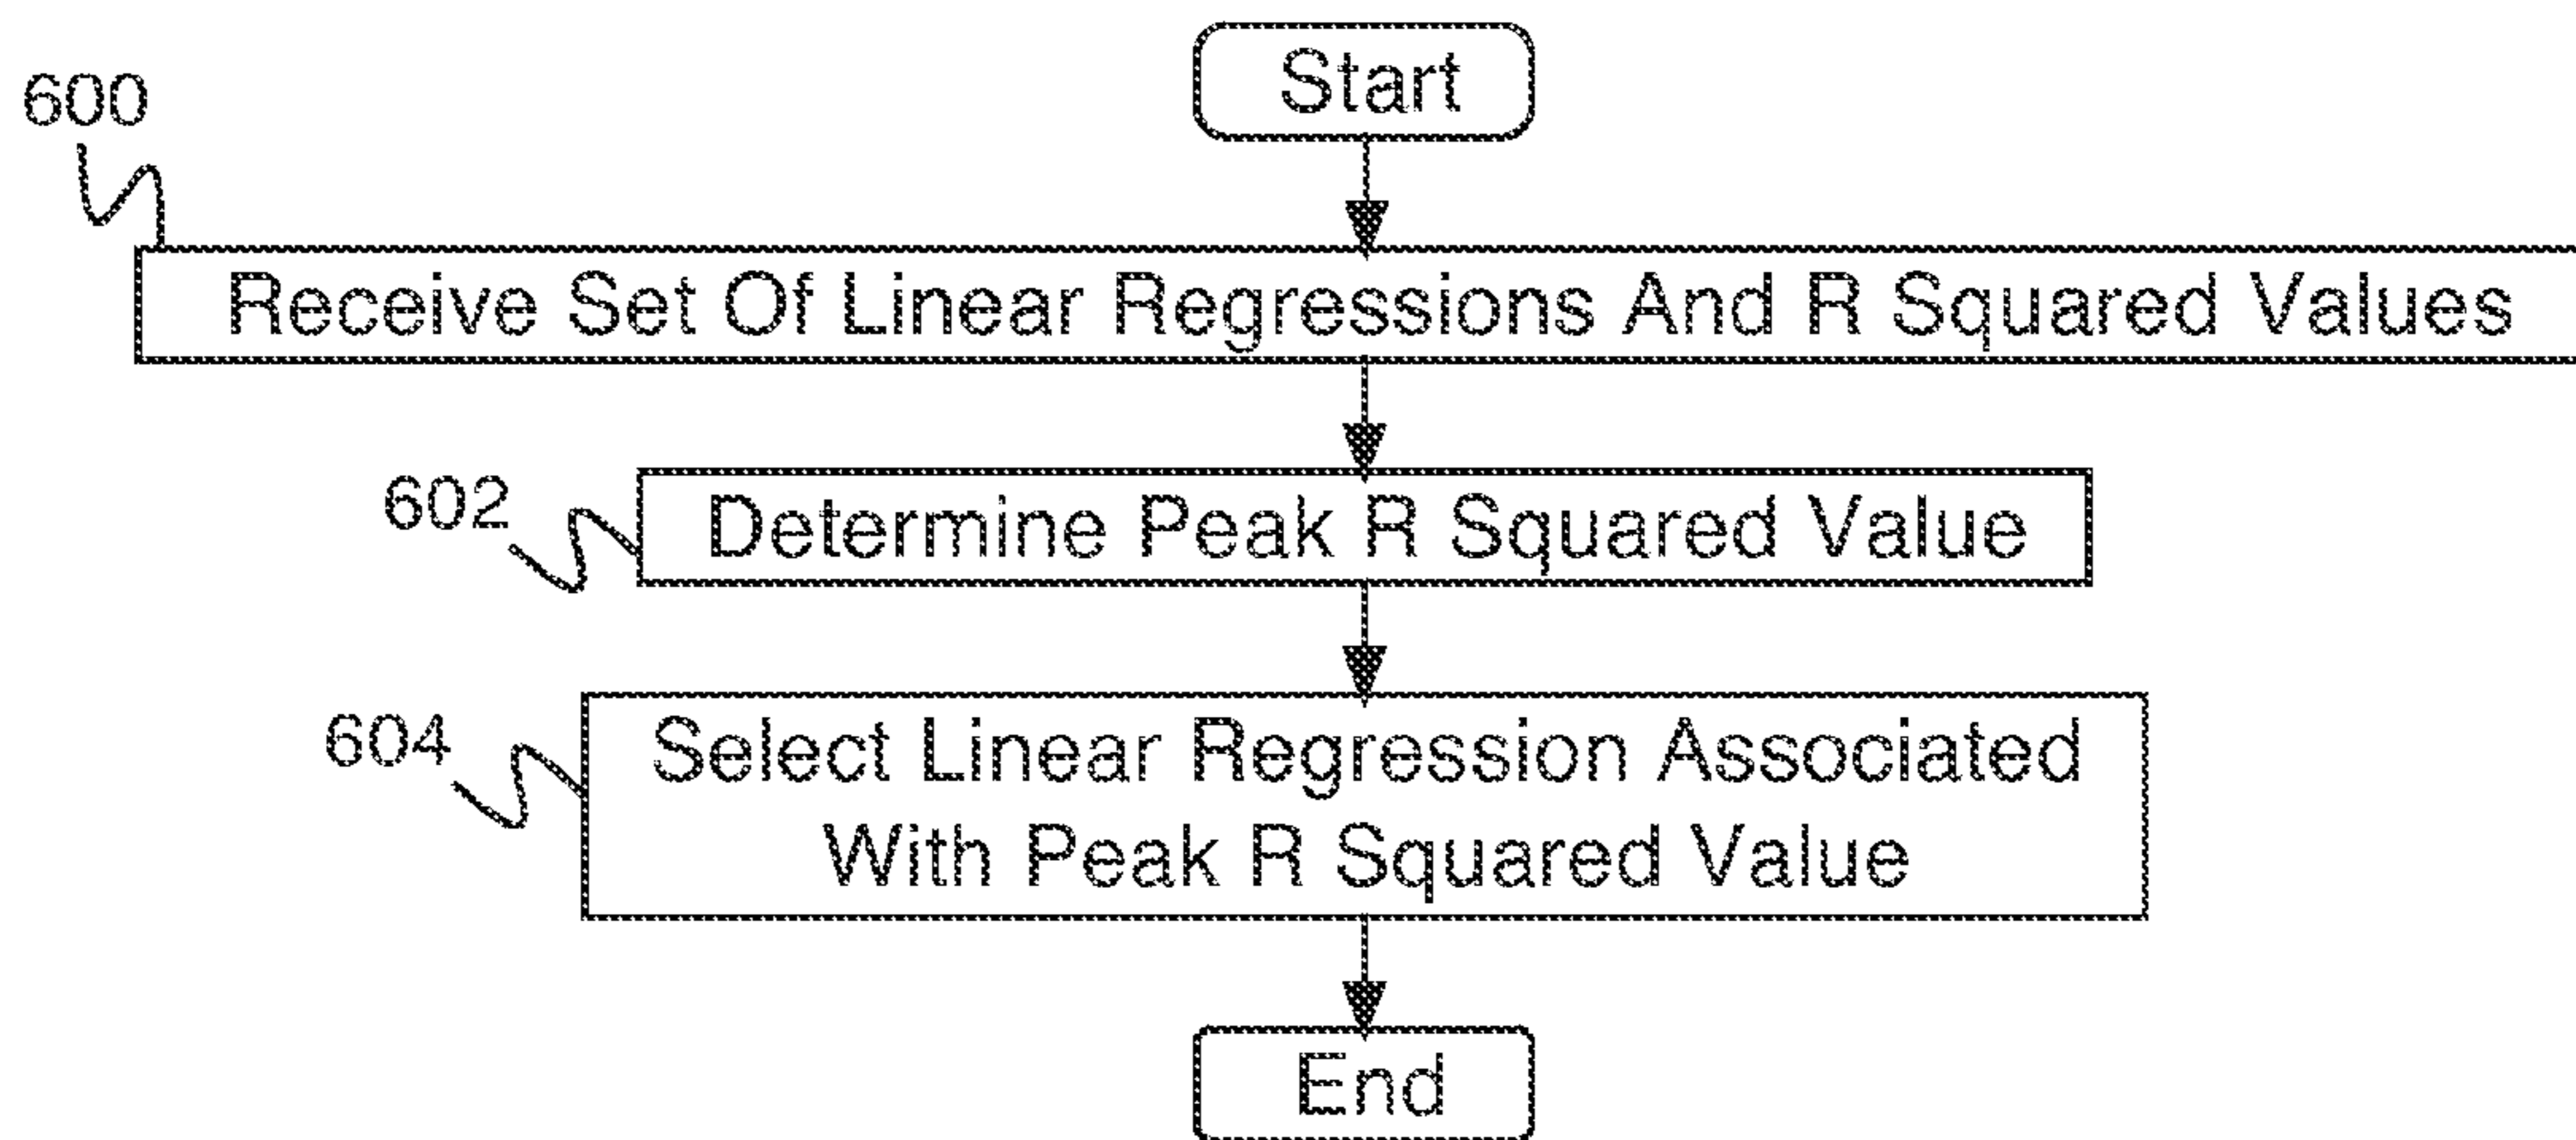 Start
600
Receive Set Of Linear Regressions And R Squared Values
602
Determine Peak R Squared Value
604
Select Linear Regression Associated
With Peak R Squared Value
End